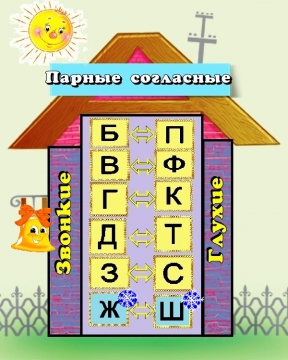 Парные согласные
Звонкие
Глухие
Б П
В Ф
Г К
Д Т
З С
Ж Ш